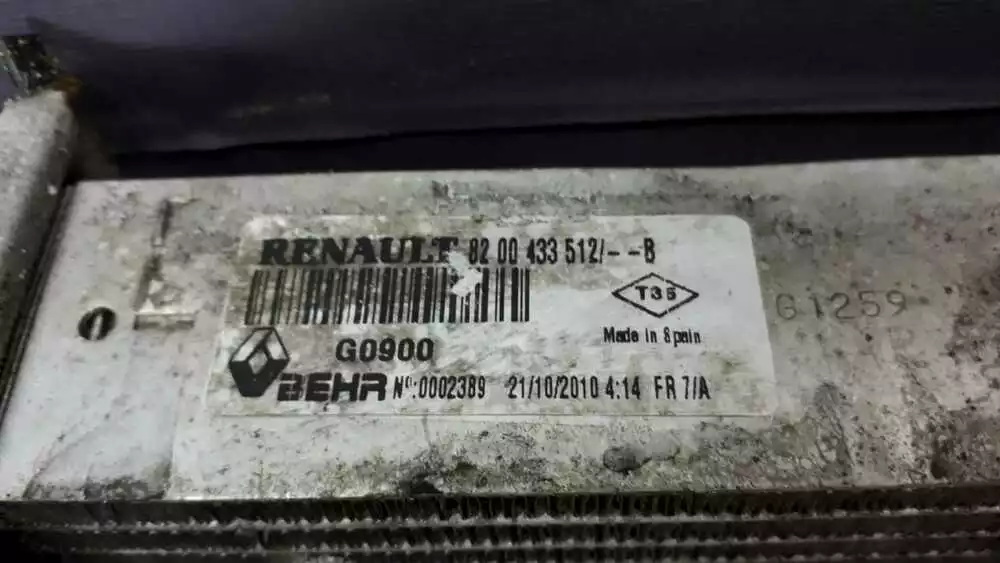 RENAULT 82 00 433 512/--B
T35
G1259
Made in Spain
G0900
BEHR Nº:0002389 21/10/2010 4:14 FR 7/A